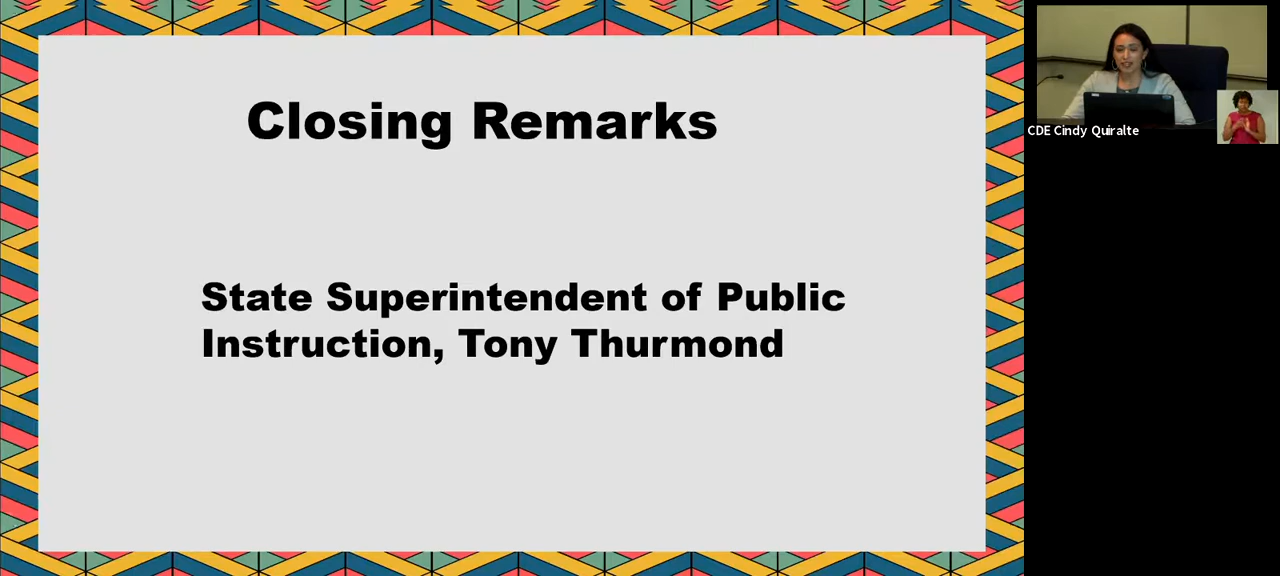 Closing Remarks
State Superintendent of Public
Instruction, Tony Thurmond
CDE Cindy Quiralte